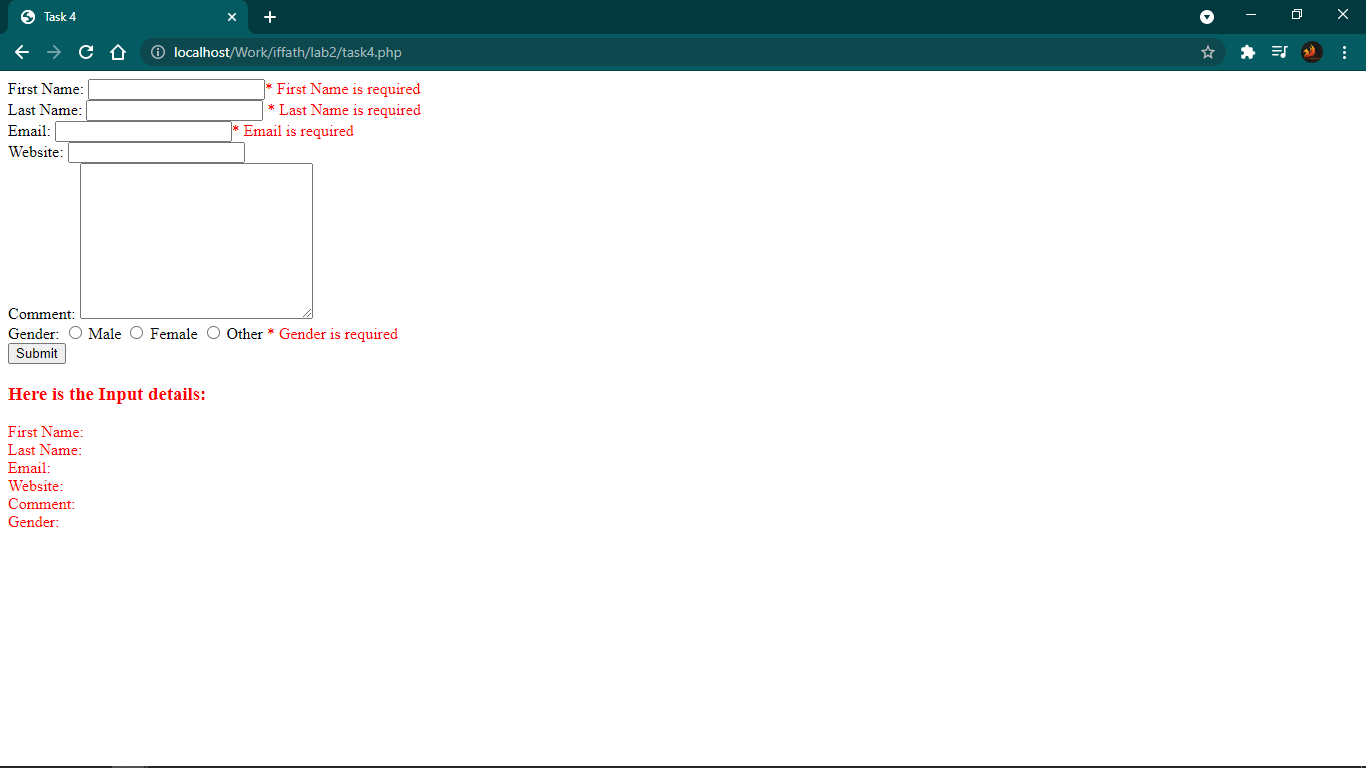 Task 4
localhost/Work/iffath/lab2/task4.php
First Name: * First Name is required
Last Name: * Last Name is required
Email: * Email is required
Website:
Comment:
Gender: Male Female Other * Gender is required
Submit
Here is the Input details:
First Name:
Last Name:
Email:
Website:
Comment:
Gender: